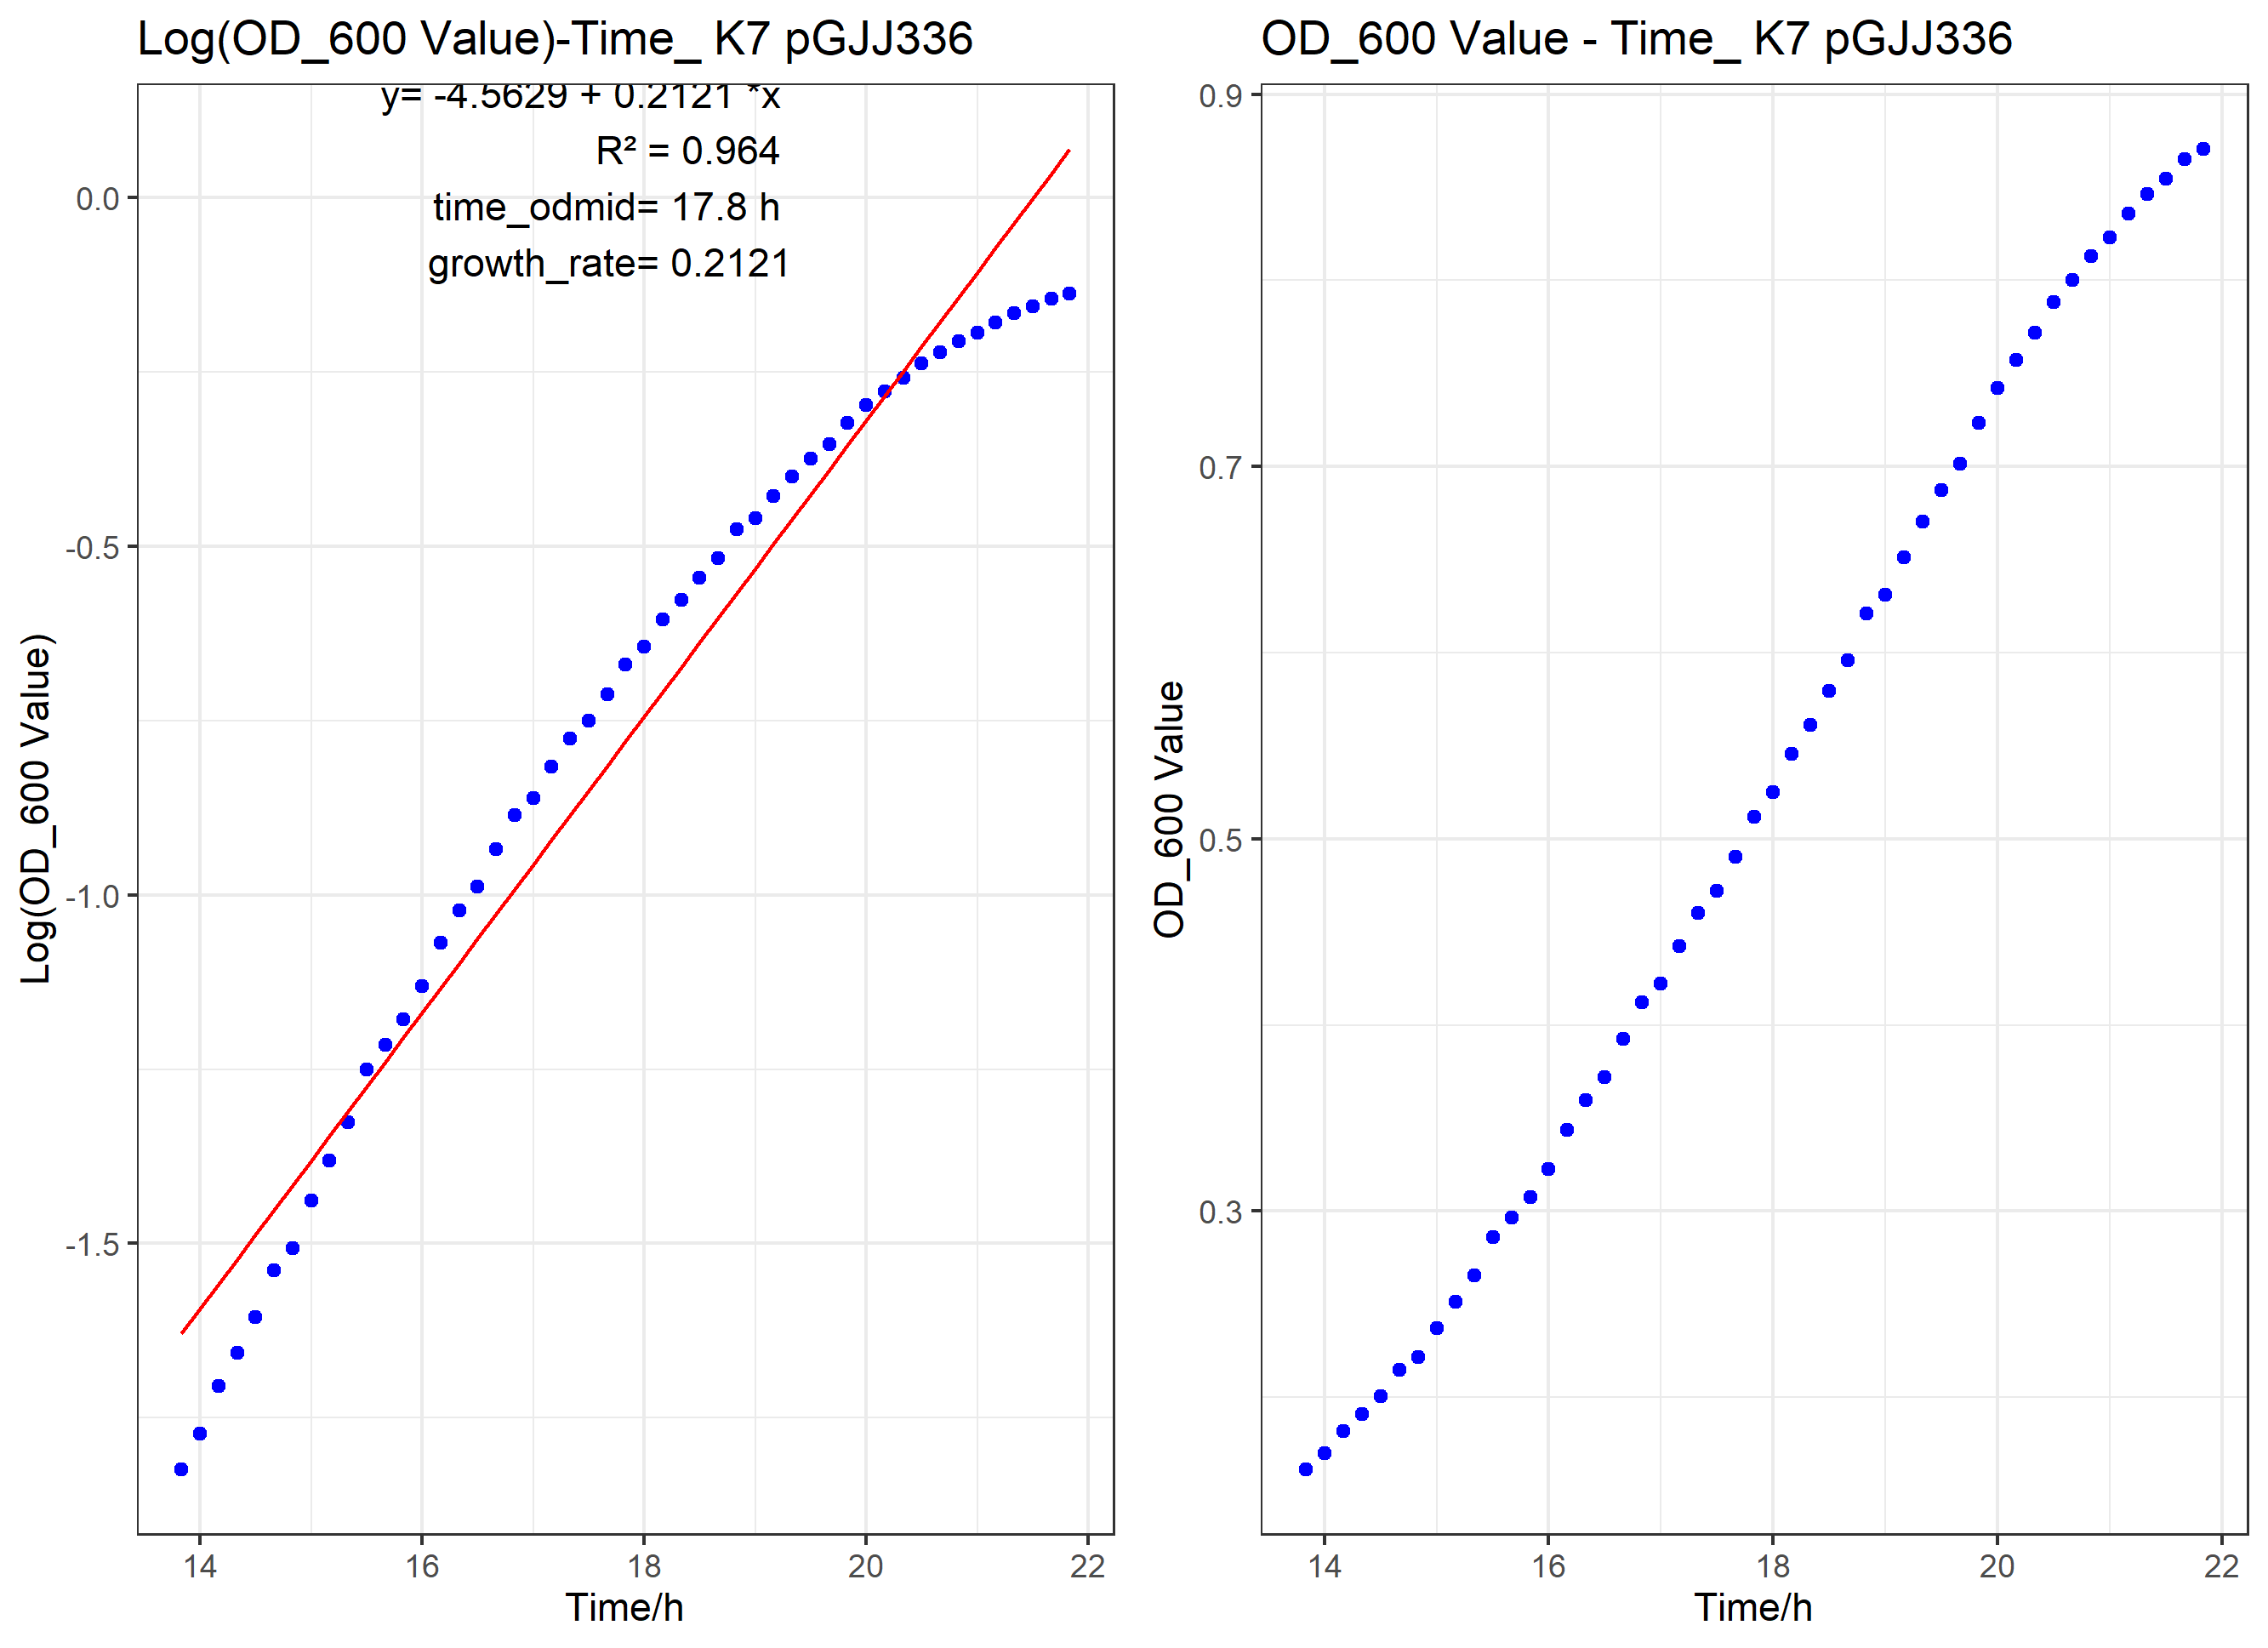 Log(OD_600 Value)-Time_ K7 pGJJ336
y= -4.5629 + 0.2121 *x
R² = 0.964
time_odmid= 17.8 h
growth_rate= 0.2121
0.0
-0.5
-1.0
-1.5
Log(OD_600 Value)
14 16 18 20 22
Time/h
OD_600 Value - Time_ K7 pGJJ336
0.9
0.7
0.5
0.3
OD_600 Value
14 16 18 20 22
Time/h